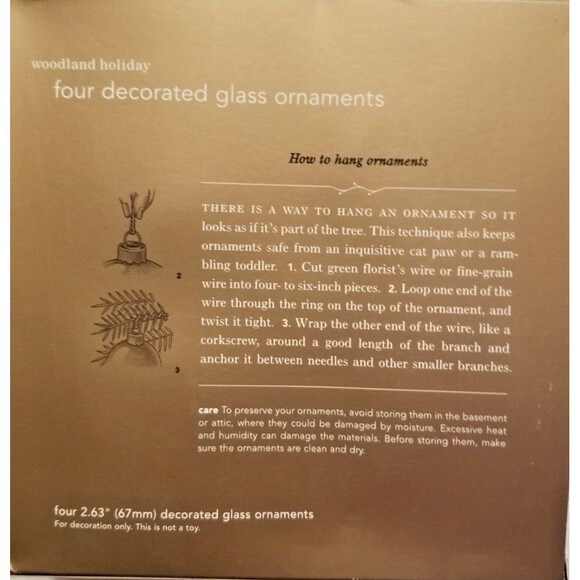 woodland holiday
four decorated glass ornaments
How to hang ornaments
THERE IS A WAY TO HANG AN ORNAMENT SO IT
looks as if it's part of the tree. This technique also keeps
ornaments safe from an inquisitive cat paw or a ram-
bling toddler. 1. Cut green florist's wire or fine-grain
wire into four- to six-inch pieces. 2. Loop one end of the
wire through the ring on the top of the ornament, and
twist it tight. 3. Wrap the other end of the wire, like a
corkscrew, around a good length of the branch and
anchor it between needles and other smaller branches.
2
3
care To preserve your ornaments, avoid storing them in the basement
or attic, where they could be damaged by moisture. Excessive heat
and humidity can damage the materials. Before storing them, make
sure the ornaments are clean and dry.
four 2.63" (67mm) decorated glass ornaments
For decoration only. This is not a toy.